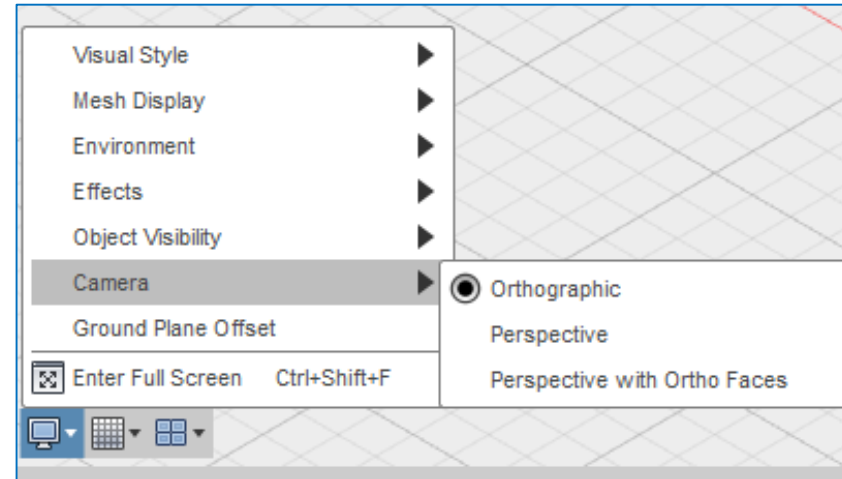 Visual Style
Mesh Display
Environment
Effects
Object Visibility
Camera
Orthographic
Ground Plane Offset
Perspective
Enter Full Screen Ctrl+Shift+F
Perspective with Ortho Faces